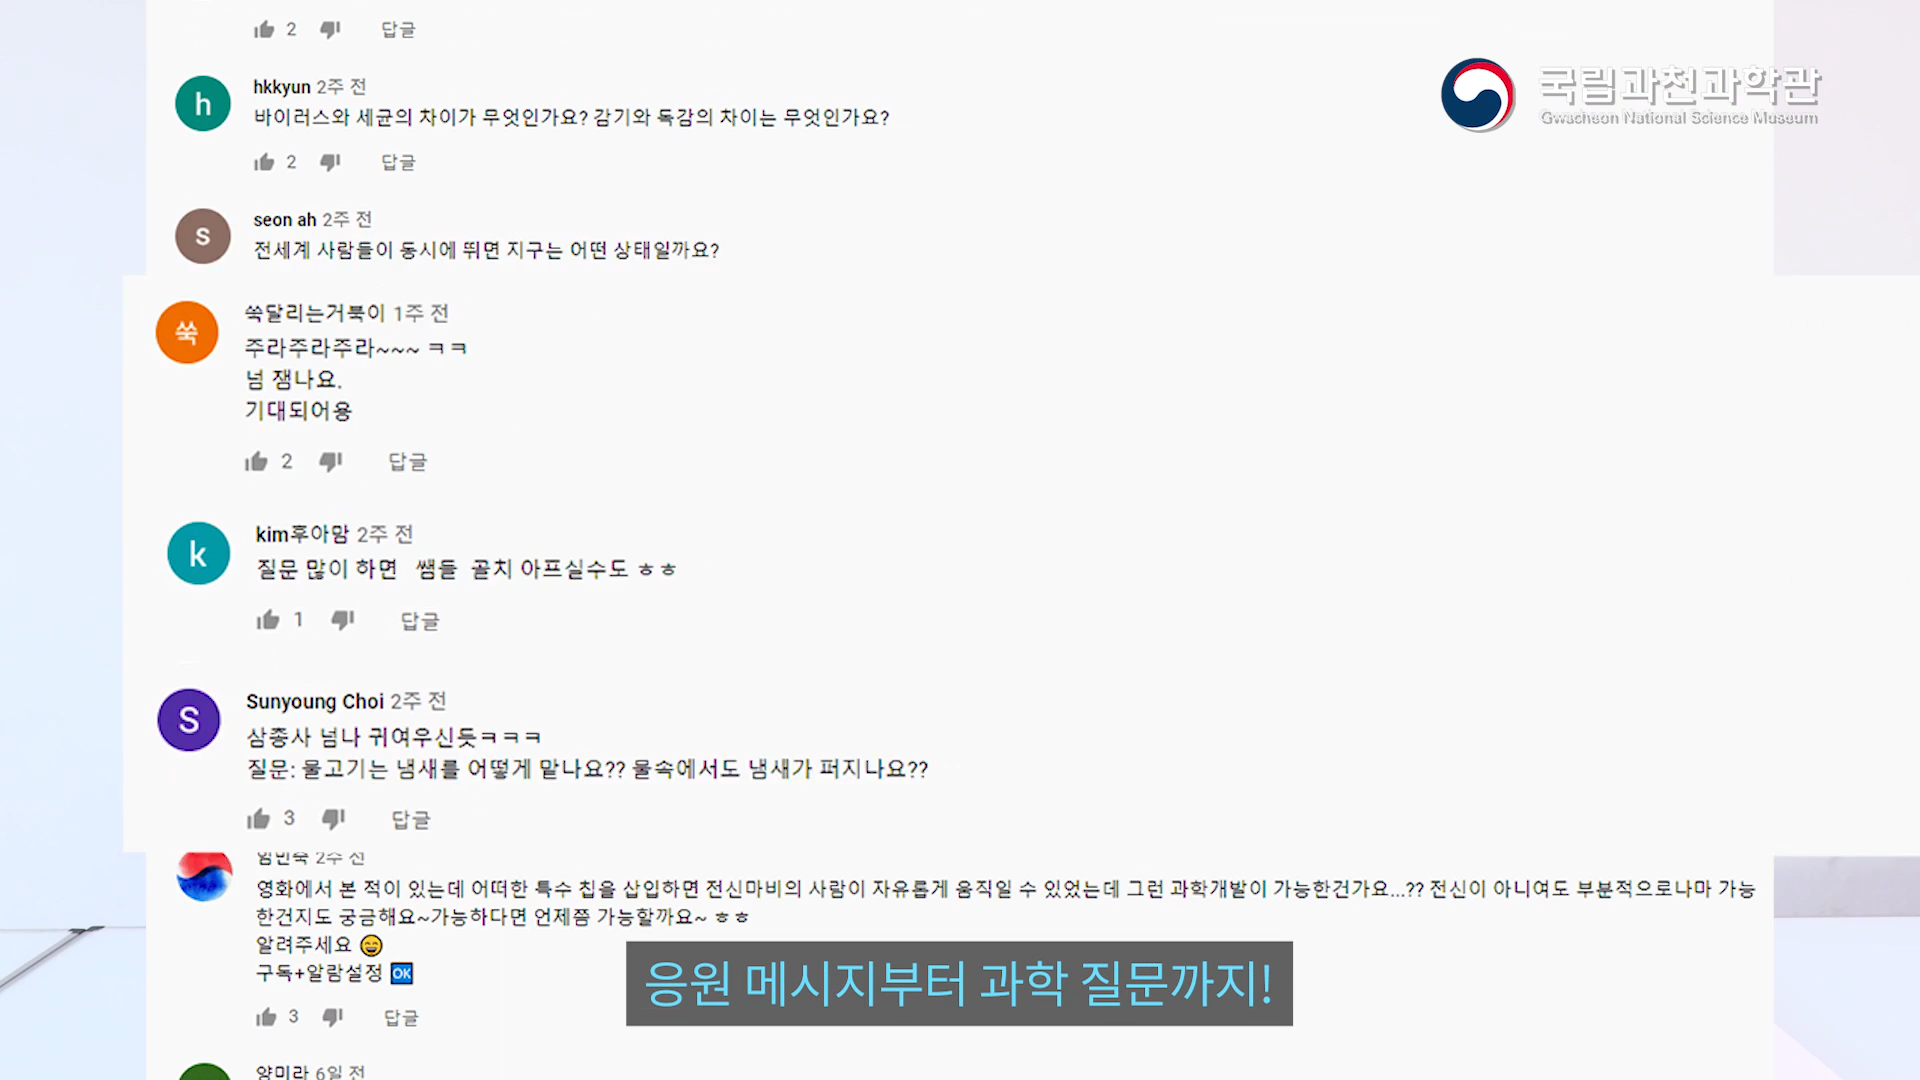 2 답글
h
hkkyun 2주 전
바이러스와 세균의 차이가 무엇인가요? 감기와 독감의 차이는 무엇인가요?
2 답글
국립과천과학관
Gwacheon National Science Museum
s
seon ah 2주 전
전세계 사람들이 동시에 뛰면 지구는 어떤 상태일까요?
쑥
쑥달리는거북이 1주 전
주라주라주라~~~ ㅋㅋ
넘 잼나요.
기대되어용
2 답글
k
kim후아맘 2주 전
질문 많이 하면 쌤들 골치 아프실수도 ㅎㅎ
1 답글
S
Sunyoung Choi 2주 전
삼종사 넘나 귀여우신듯ㅋㅋㅋ
질문: 물고기는 냄새를 어떻게 맡나요?? 물속에서도 냄새가 퍼지나요??
3 답글
2주 전
영화에서 본 적이 있는데 어떠한 특수 칩을 삽입하면 전신마비의 사람이 자유롭게 움직일 수 있었는데 그런 과학개발이 가능한건가요...?? 전신이 아니여도 부분적으로나마 가능
한건지도 궁금해요~가능하다면 언제쯤 가능할까요~ ㅎㅎ
알려주세요 😄
구독+알람설정 🆗
3 답글
응원 메시지부터 과학 질문까지!
양미라 6일 전